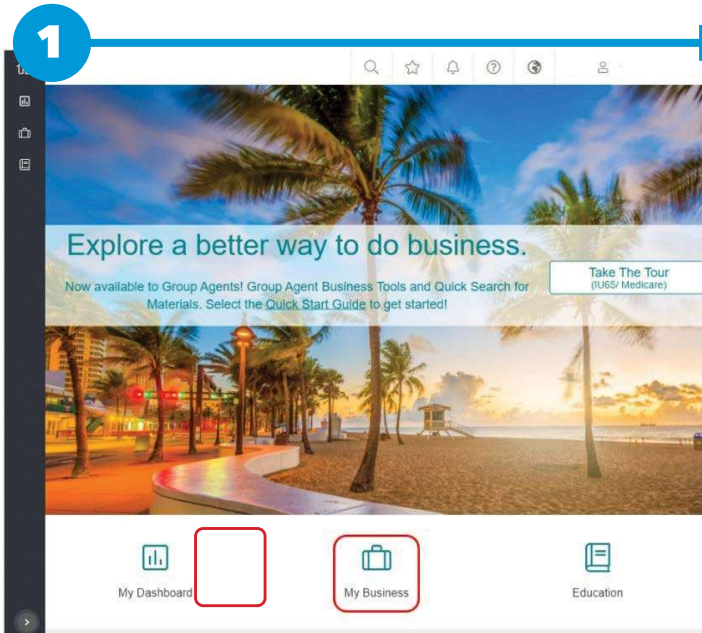 1
Explore a better way to do business.
Now available to Group Agents! Group Agent Business Tools and Quick Search for
Materials. Select the Quick Start Guide to get started!
Take The Tour
(IU65/ Medicare)
My Dashboard
My Business
Education